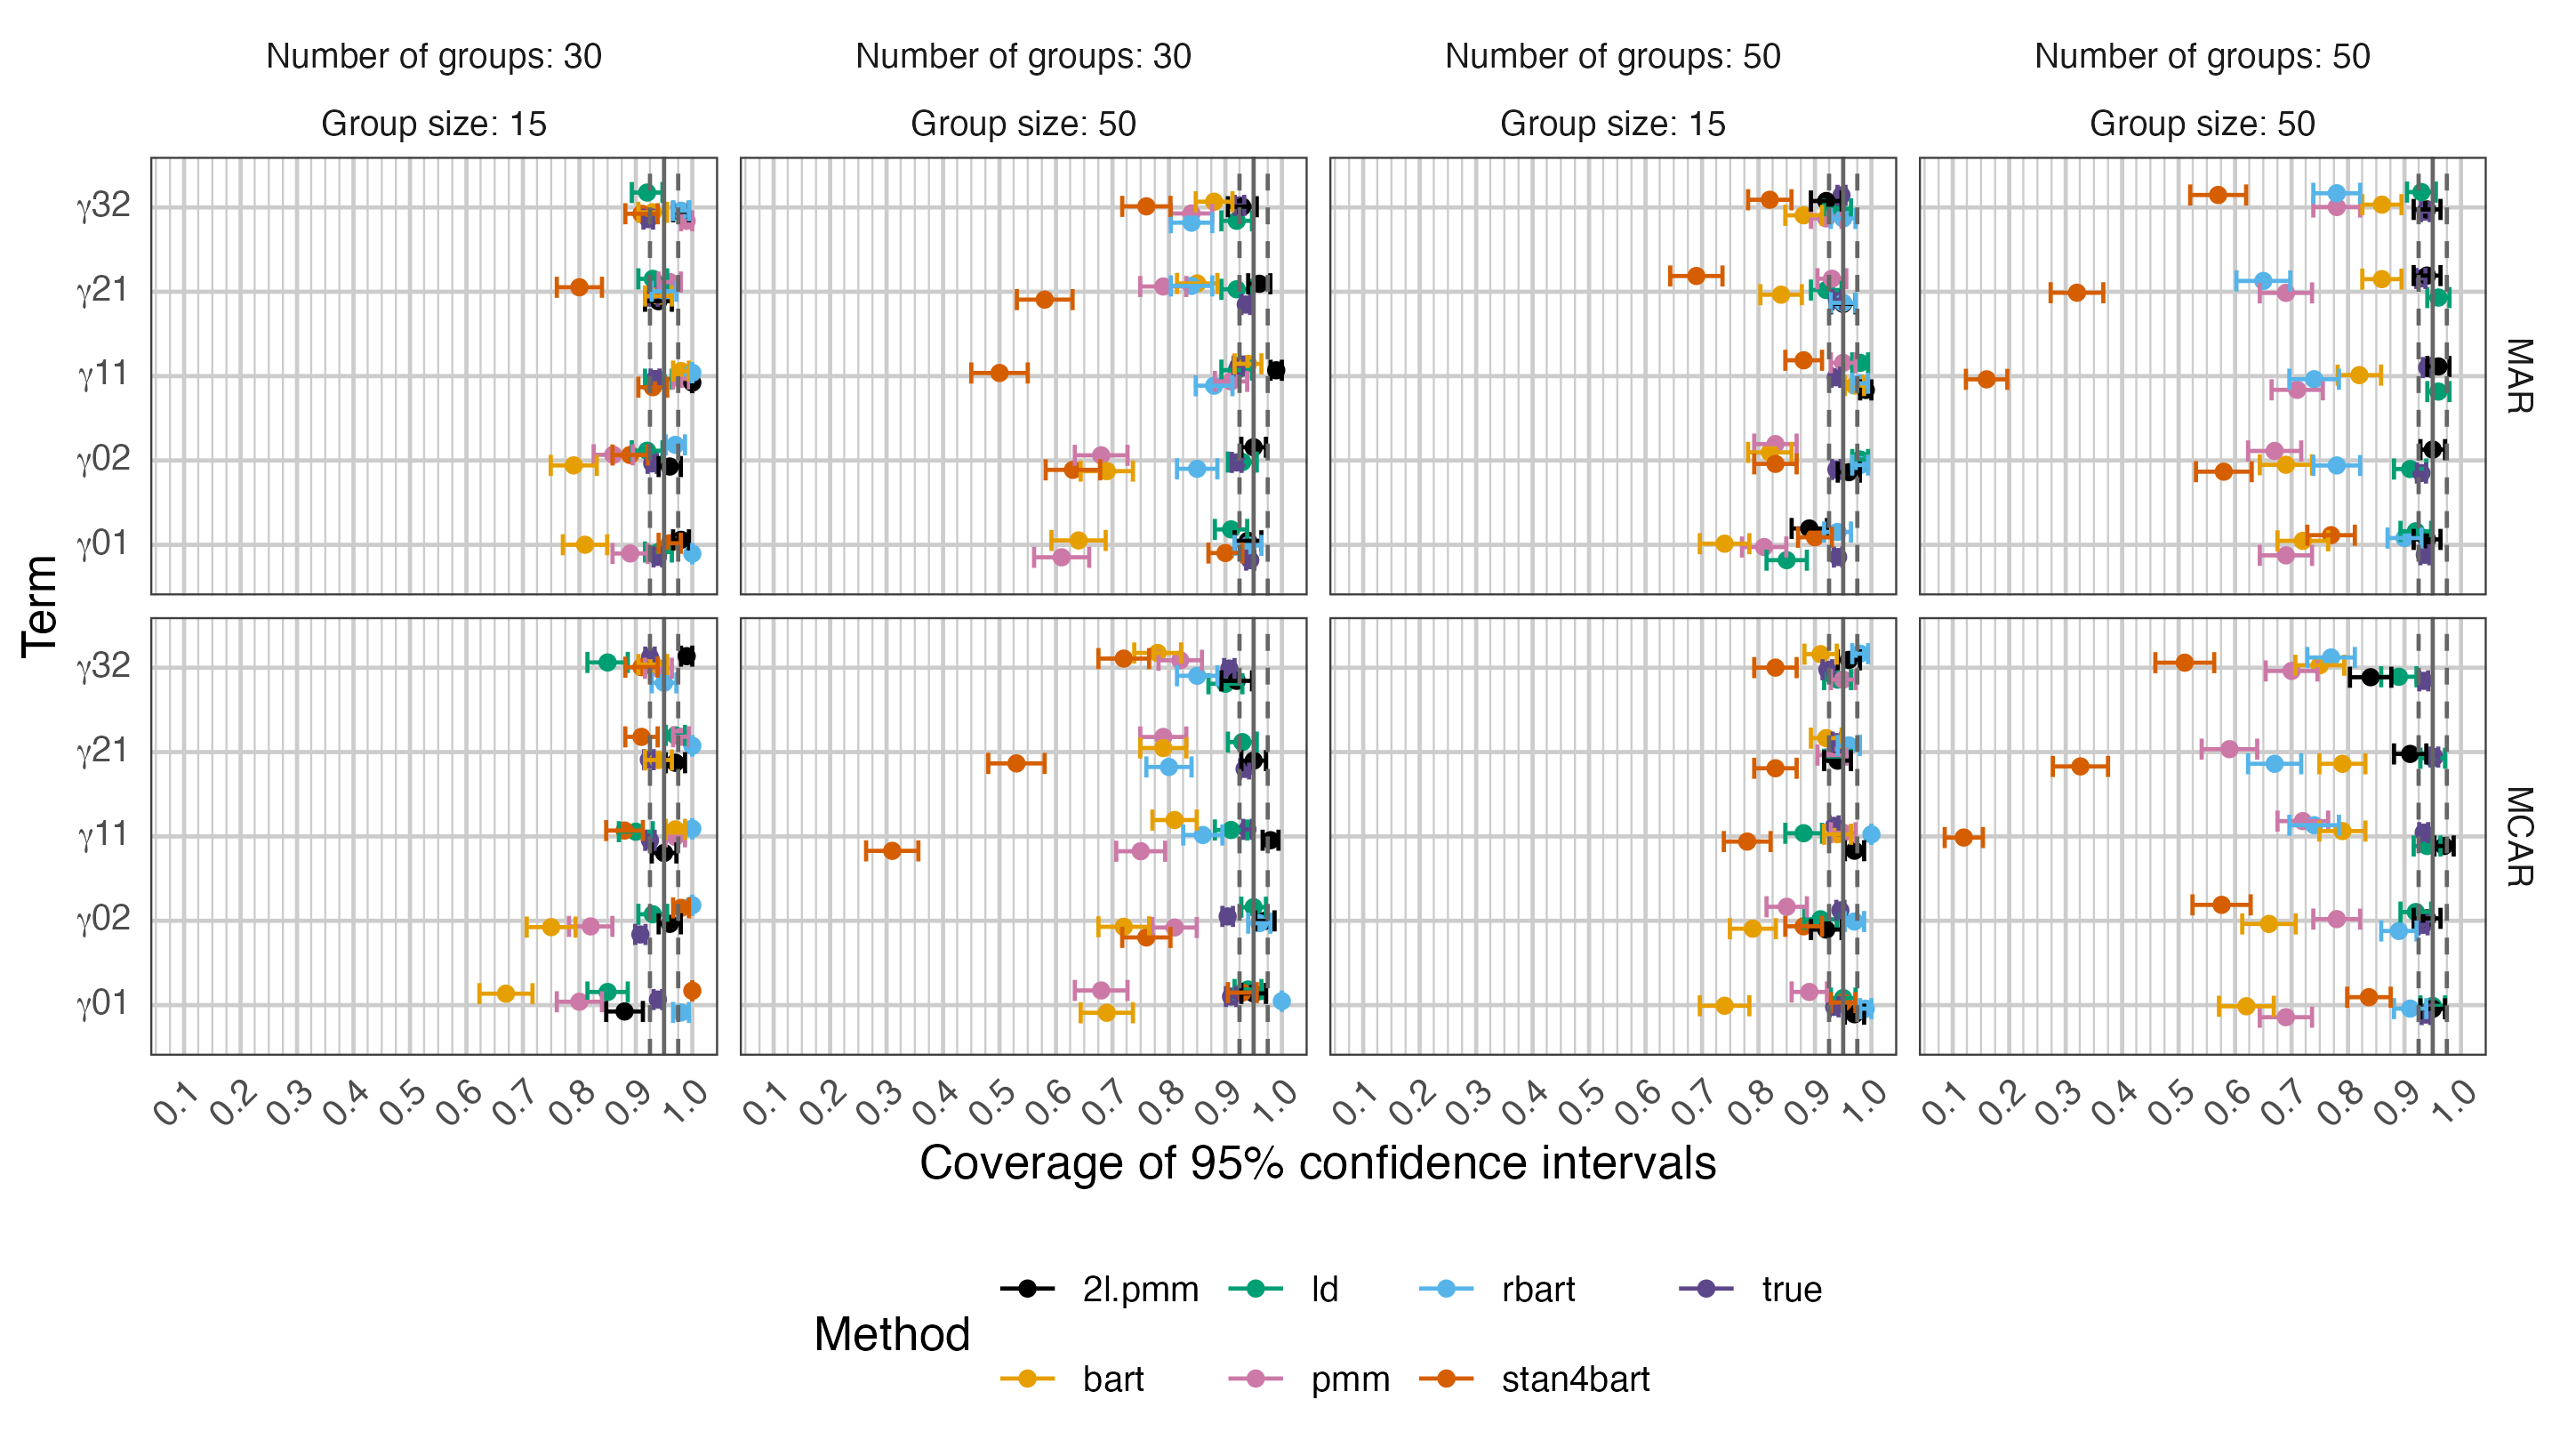 Number of groups: 30
Number of groups: 30
Number of groups: 50
Number of groups: 50
Group size: 15
Group size: 50
Group size: 15
Group size: 50
γ32
γ21
γ11
γ02
γ01
MAR
Term
γ32
γ21
γ11
γ02
γ01
MCAR
0.1 0.2 0.3 0.4 0.5 0.6 0.7 0.8 0.9 1.0
0.1 0.2 0.3 0.4 0.5 0.6 0.7 0.8 0.9 1.0
0.1 0.2 0.3 0.4 0.5 0.6 0.7 0.8 0.9 1.0
0.1 0.2 0.3 0.4 0.5 0.6 0.7 0.8 0.9 1.0
Coverage of 95% confidence intervals
Method
2l.pmm ld rbart true
bart pmm stan4bart